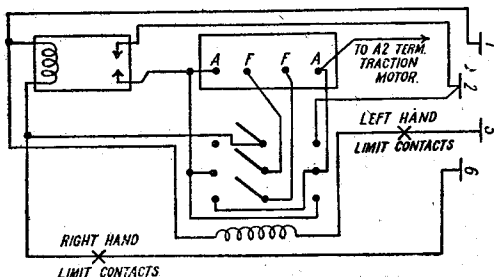 A F F A
TO A2 TERM.
TRACTION
MOTOR.
1
2
LEFT HAND
LIMIT CONTACTS
5
6
RIGHT HAND
LIMIT CONTACTS